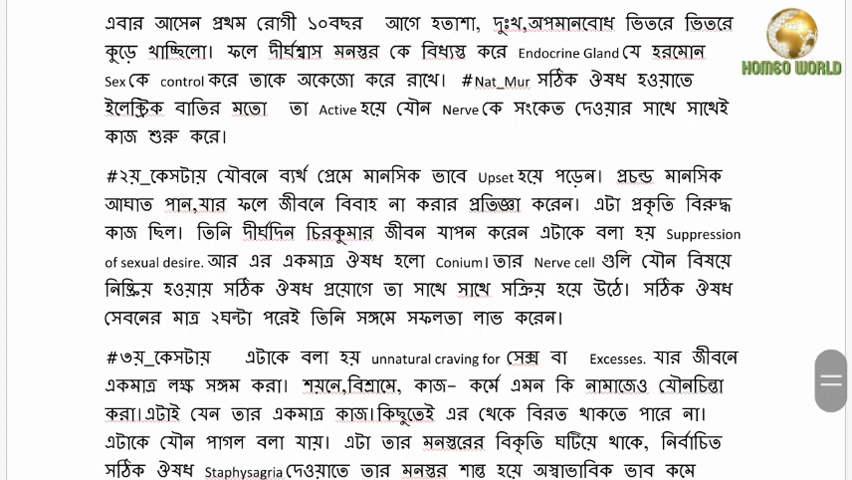 এবার আসেন প্রথম রোগী ১০বছর আগে হতাশা, দুঃথ,অপমানবোধ ভিতরে ভিতরে
কুড়ে থাচ্ছিলো। ফলে দীর্ঘশ্বাস মনস্তর কে বিধ্যস্ত করে Endocrine Gland যে হরমোন
Sex কে control করে তাকে অকেজো করে রাথে। #Nat_Mur সঠিক ঔষধ হওয়াতে
ইলেক্ট্রিক বাতির মতো তা Active হয়ে যৌন Nerve কে সংকেত দেওয়ার সাথে সাথেই
কাজ শুরু করে।
#২য়_কেসটায় যৌবনে ব্যর্থ প্রেমে মানসিক ভাবে Upset হয়ে পড়েন। প্রচন্ড মানসিক
আঘাত পান,যার ফলে জীবনে বিবাহ না করার প্রতিজ্ঞা করেন। এটা প্রকৃতি বিরুদ্ধ
কাজ ছিল। তিনি দীর্ঘদিন চিরকুমার জীবন যাপন করেন এটাকে বলা হয় Suppression
of sexual desire. আর এর একমাত্র ঔষধ হলো Conium। তার Nerve cell গুলি যৌন বিষয়ে
নিষ্ক্রিয় হওয়ায় সঠিক ঔষধ প্রয়োগে তা সাথে সাথে সক্রিয় হয়ে উঠে। সঠিক ঔষধ
সেবনের মাত্র ২ঘন্টা পরেই তিনি সঙ্গমে সফলতা লাভ করেন।
#৩য়_কেসটায় এটাকে বলা হয় unnatural craving for সেক্স বা Excesses. যার জীবনে
একমাত্র লক্ষ সঙ্গম করা। শয়নে,বিশ্রামে, কাজ- কর্মে এমন কি নামাজেও যৌনচিন্তা
করা।এটাই যেন তার একমাত্র কাজ।কিছুতেই এর থেকে বিরত থাকতে পারে না।
এটাকে যৌন পাগল বলা যায়। এটা তার মনস্তরের বিকৃতি ঘটিয়ে থাকে, নির্বাচিত
সঠিক ঔষধ Staphysagria দেওয়াতে তার মনস্তর শান্ত হয়ে অস্বাভাবিক ভাব কমে
HOMEO WORLD